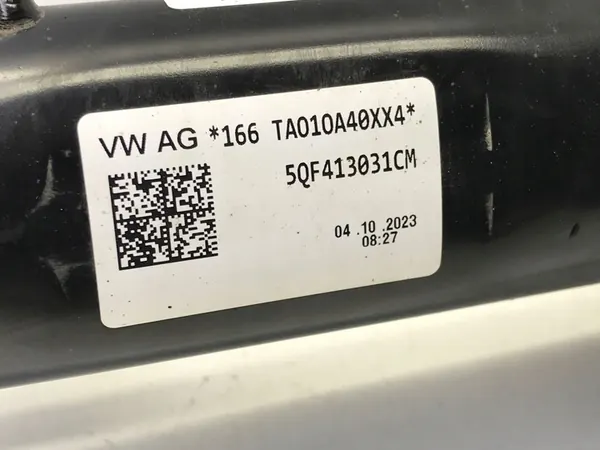 VW AG *166 TA010A40XX4*
5QF413031CM
04 .10 .2023
08:27